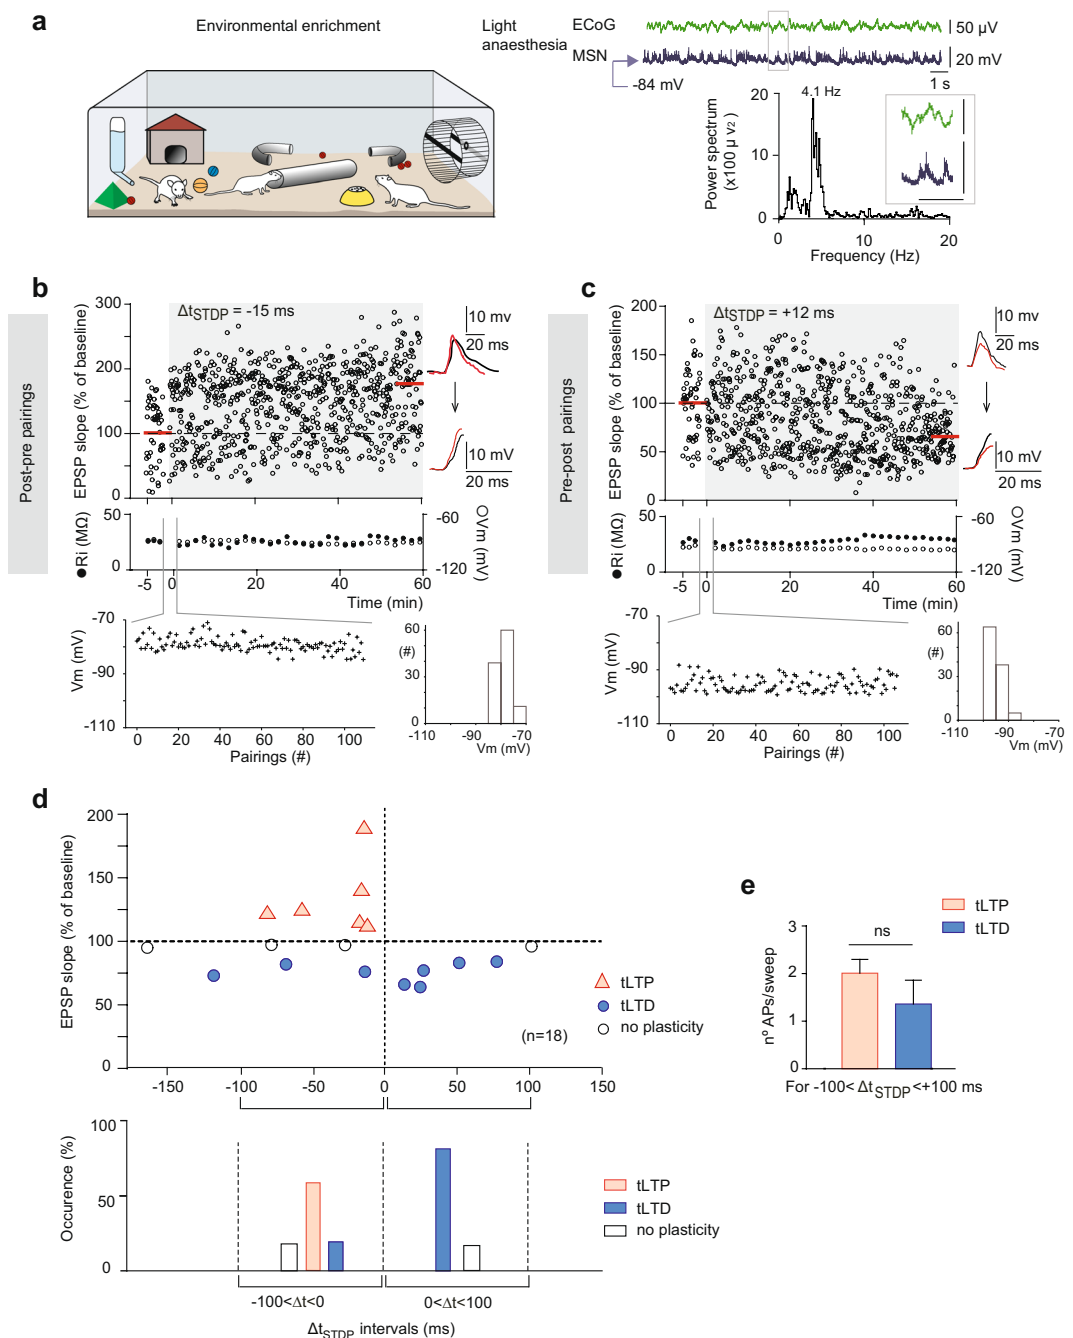 a
Environmental enrichment
Light
anaesthesia
ECoG
50 µV
MSN
20 mV
-84 mV
1 s
4.1 Hz
Power spectrum
(x100 µ v2)
20
10
0
0 10 20
Frequency (Hz)
b
Post-pre pairings
ΔtSTDP = -15 ms
EPSP slope (% of baseline)
300
200
100
0
10 mv
20 ms
10 mV
20 ms
●Ri (MΩ)
50
0
-60
-120
○Vm (mV)
-5 0 20 40 60
Time (min)
Vm (mV)
-70
-90
-110
0 20 40 60 80 100
Pairings (#)
(#)
60
30
0
-110 -90 -70
Vm (mV)
c
Pre-post pairings
ΔtSTDP = +12 ms
EPSP slope (% of baseline)
200
150
100
50
0
10 mv
20 ms
10 mV
20 ms
●Ri (MΩ)
50
0
-60
-120
○Vm (mV)
-5 0 20 40 60
Time (min)
Vm (mV)
-70
-90
-110
0 20 40 60 80 100
Pairings (#)
(#)
60
30
0
-110 -90 -70
Vm (mV)
d
EPSP slope (% of baseline)
200
150
100
50
0
tLTP
tLTD
no plasticity
(n=18)
-150 -100 -50 0 50 100 150
Occurence (%)
100
50
0
tLTP
tLTD
no plasticity
-100<Δt<0
0<Δt<100
ΔtSTDP intervals (ms)
e
tLTP
tLTD
nº APs/sweep
3
2
1
0
ns
For -100< ΔtSTDP<+100 ms